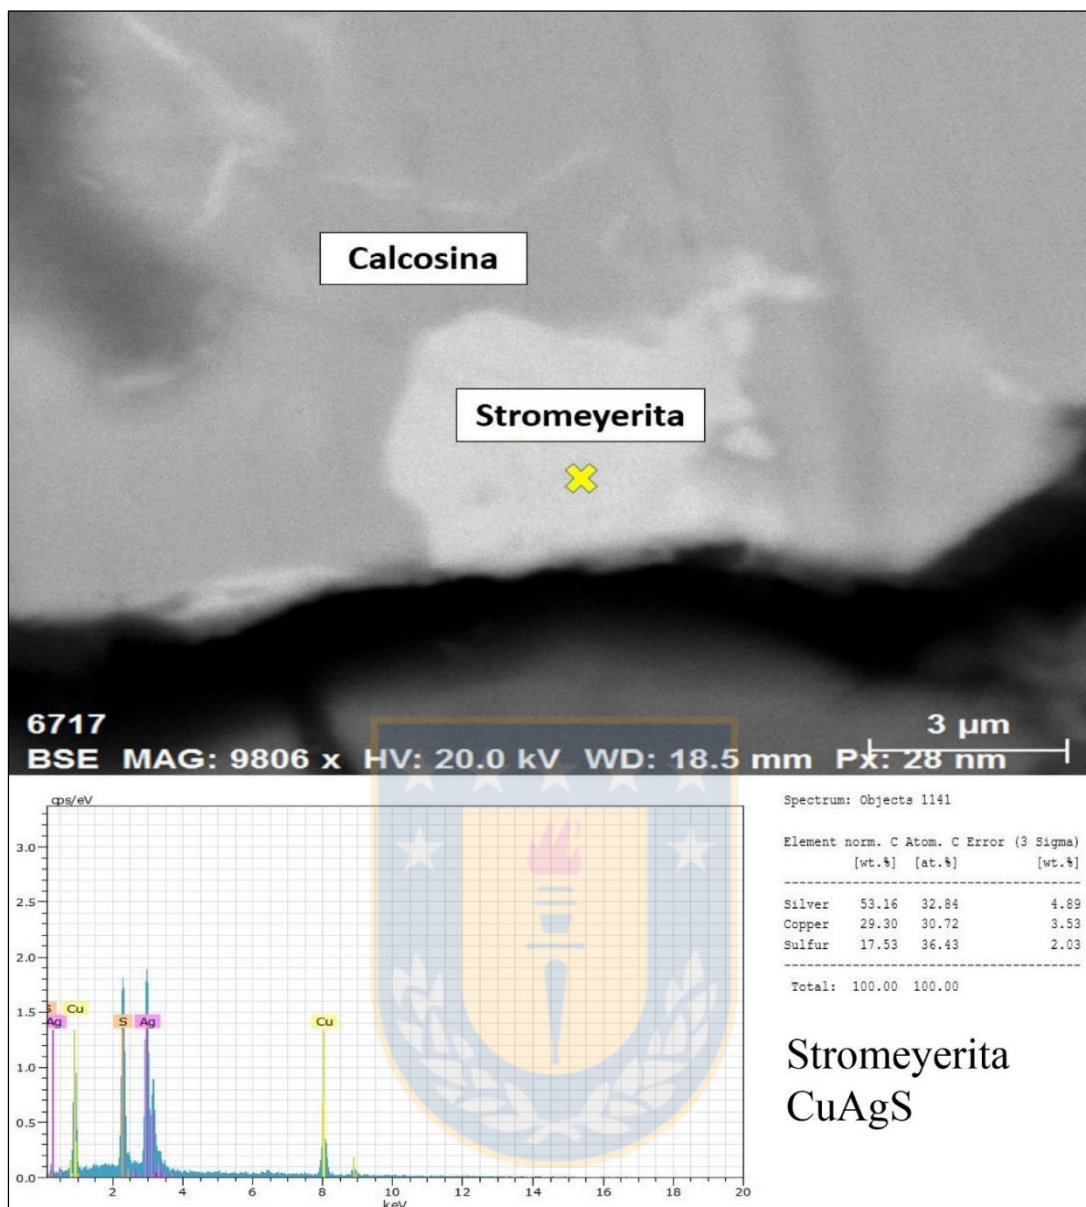 Calcosina
Stromeyerita
6717
3 µm
BSE MAG: 9806 x HV: 20.0 kV WD: 18.5 mm Px: 28 nm
cps/eV
3.0
2.5
2.0
1.5
1.0
0.5
0.0
S Cu
Ag S Ag Cu
2 4 6 8 10 12 14 16 18 20
keV
Spectrum: Objects 1141
Element norm. C Atom. C Error (3 Sigma)
[wt.%] [at.%] [wt.%]
Silver 53.16 32.84 4.89
Copper 29.30 30.72 3.53
Sulfur 17.53 36.43 2.03
Total: 100.00 100.00
Stromeyerita
CuAgS